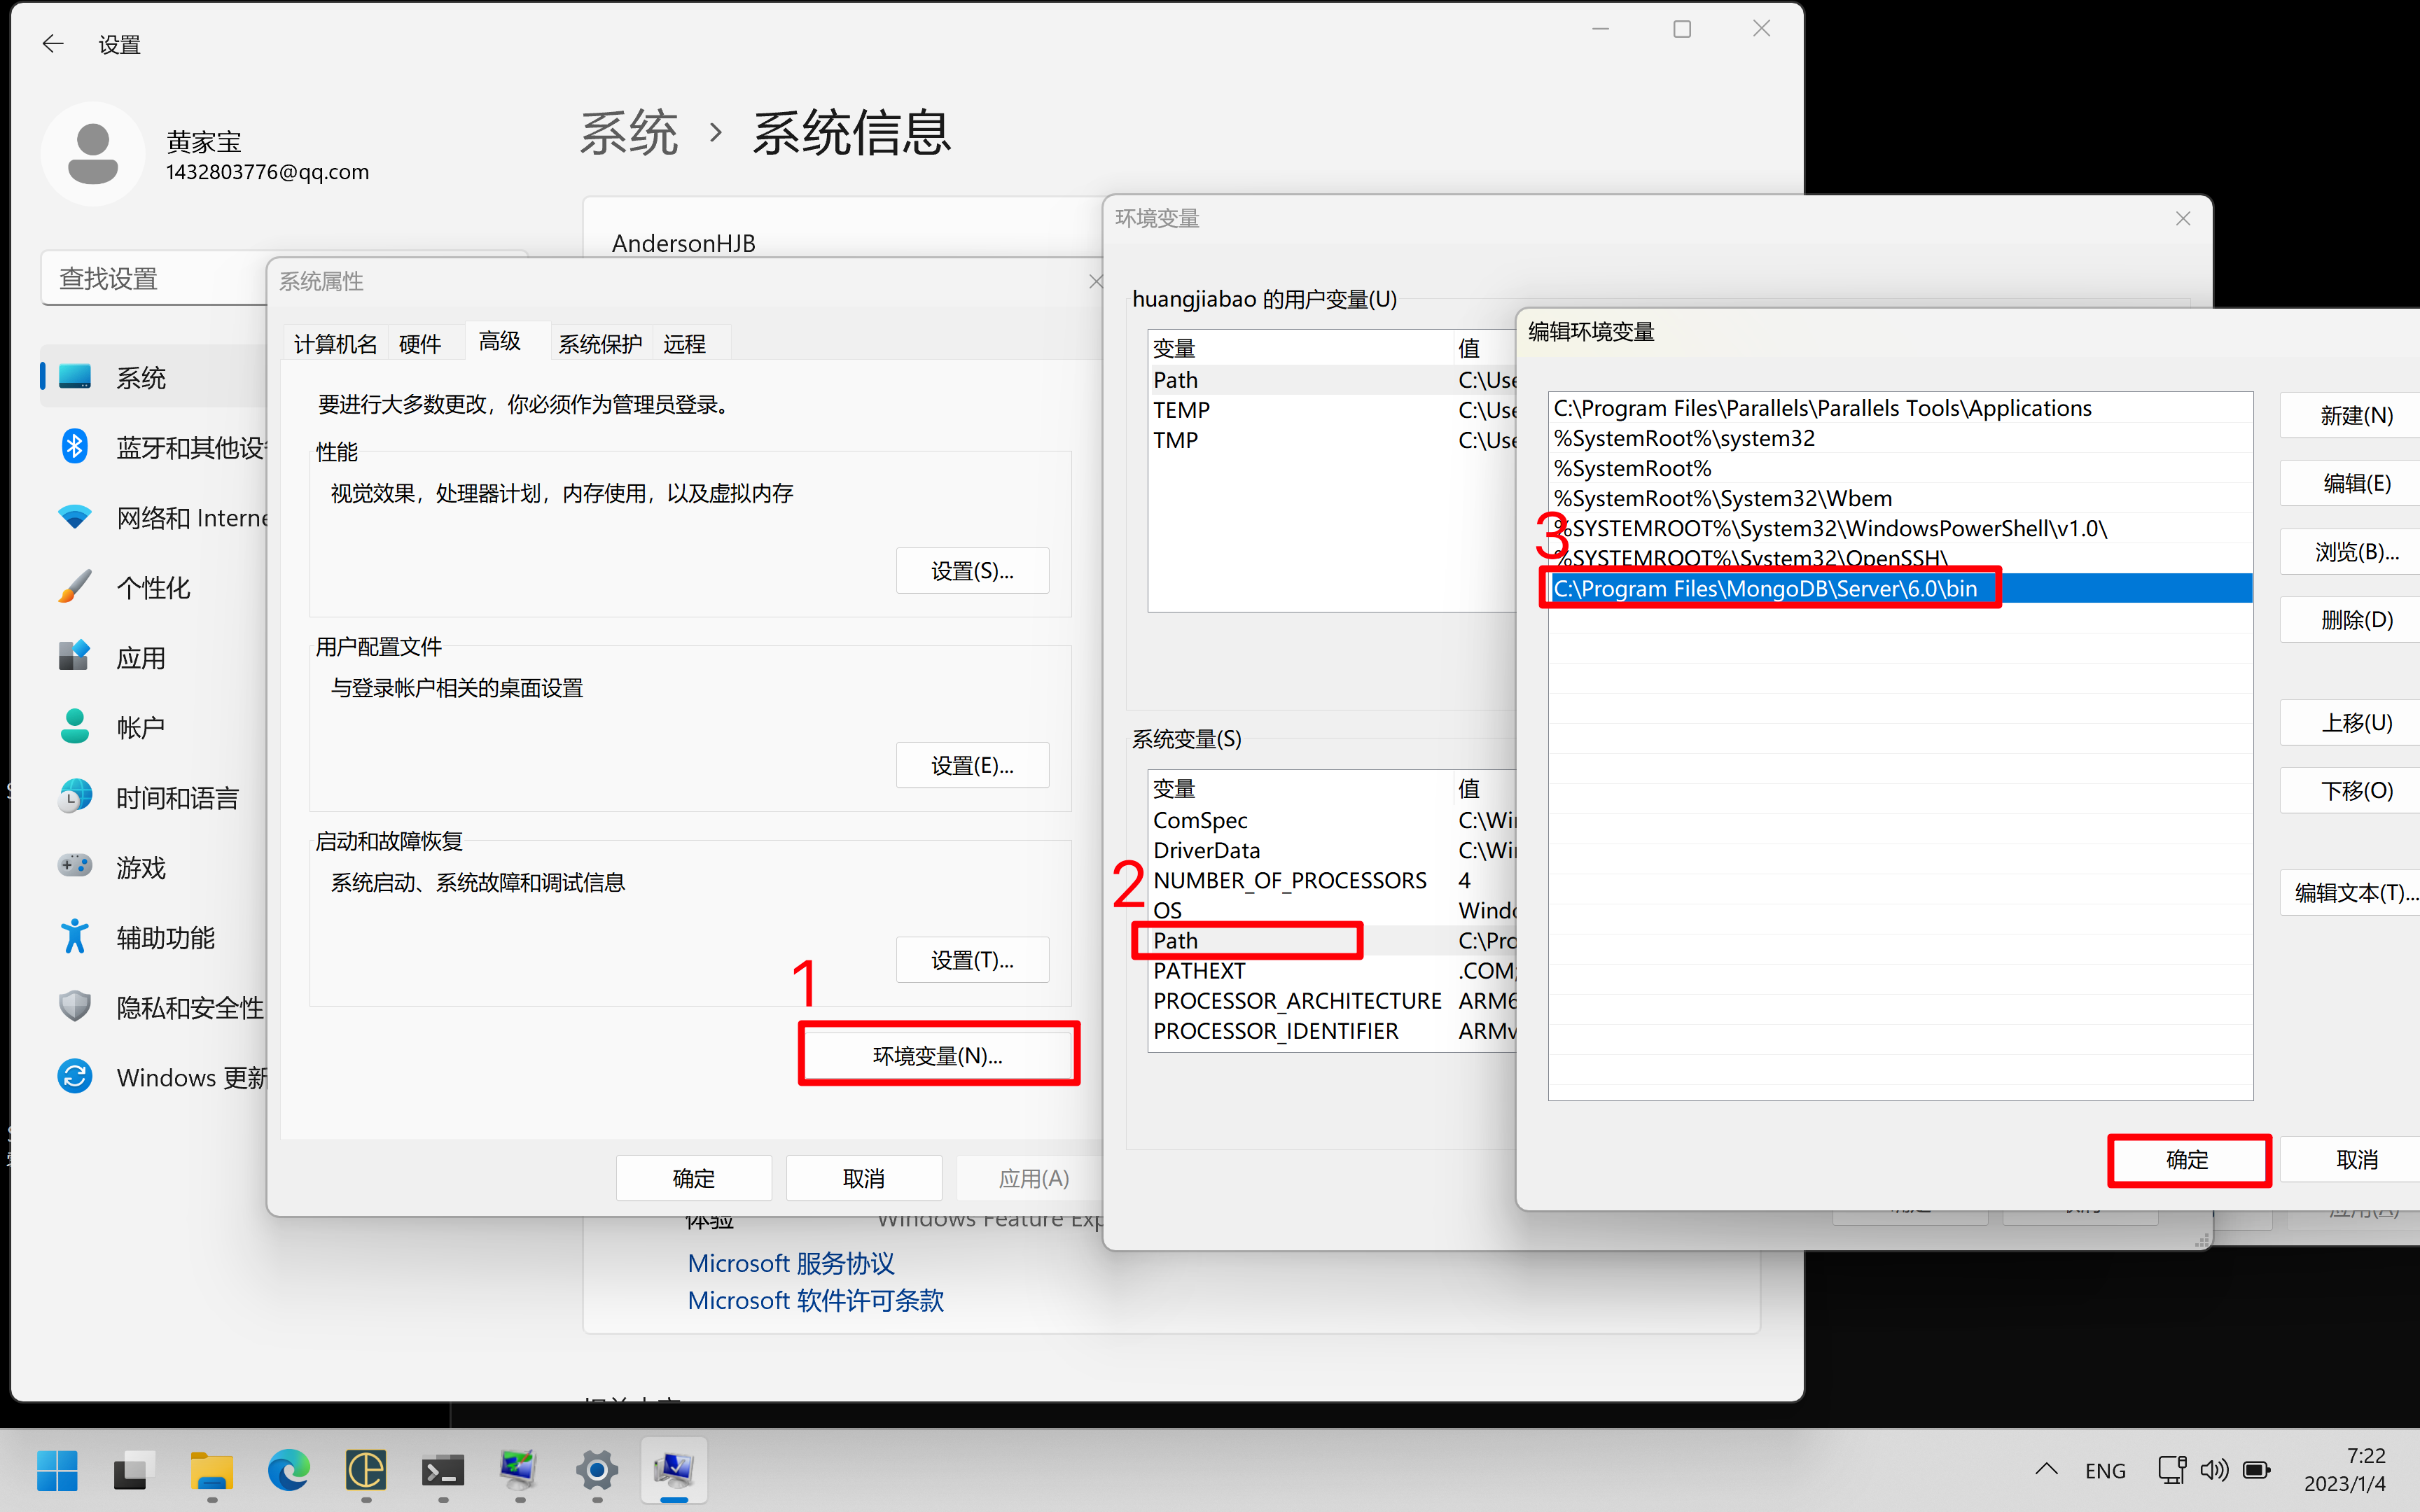 设置
黄家宝
1432803776@qq.com
系统 › 系统信息
AndersonHJB
查找设置
系统
蓝牙和其他设
网络和 Interne
个性化
应用
帐户
时间和语言
游戏
辅助功能
隐私和安全性
Windows 更新
系统属性
计算机名 硬件 高级 系统保护 远程
要进行大多数更改，你必须作为管理员登录。
性能
视觉效果，处理器计划，内存使用，以及虚拟内存
设置(S)...
用户配置文件
与登录帐户相关的桌面设置
设置(E)...
启动和故障恢复
系统启动、系统故障和调试信息
设置(T)...
1
环境变量(N)...
确定 取消 应用(A)
体验 Windows Feature Exp
Microsoft 服务协议
Microsoft 软件许可条款
环境变量
huangjiabao 的用户变量(U)
变量 值
Path C:\Use
TEMP C:\Use
TMP C:\Use
系统变量(S)
变量 值
ComSpec C:\Wi
DriverData C:\Wi
NUMBER_OF_PROCESSORS 4
OS Windo
2
Path C:\Pro
PATHEXT .COM;
PROCESSOR_ARCHITECTURE ARM6
PROCESSOR_IDENTIFIER ARMv
编辑环境变量
C:\Program Files\Parallels\Parallels Tools\Applications
%SystemRoot%\system32
%SystemRoot%
%SystemRoot%\System32\Wbem
%SYSTEMROOT%\System32\WindowsPowerShell\v1.0\
%SYSTEMROOT%\System32\OpenSSH\
3
C:\Program Files\MongoDB\Server\6.0\bin
新建(N)
编辑(E)
浏览(B)...
删除(D)
上移(U)
下移(O)
编辑文本(T)...
确定 取消
应用(A)
ENG
7:22
2023/1/4